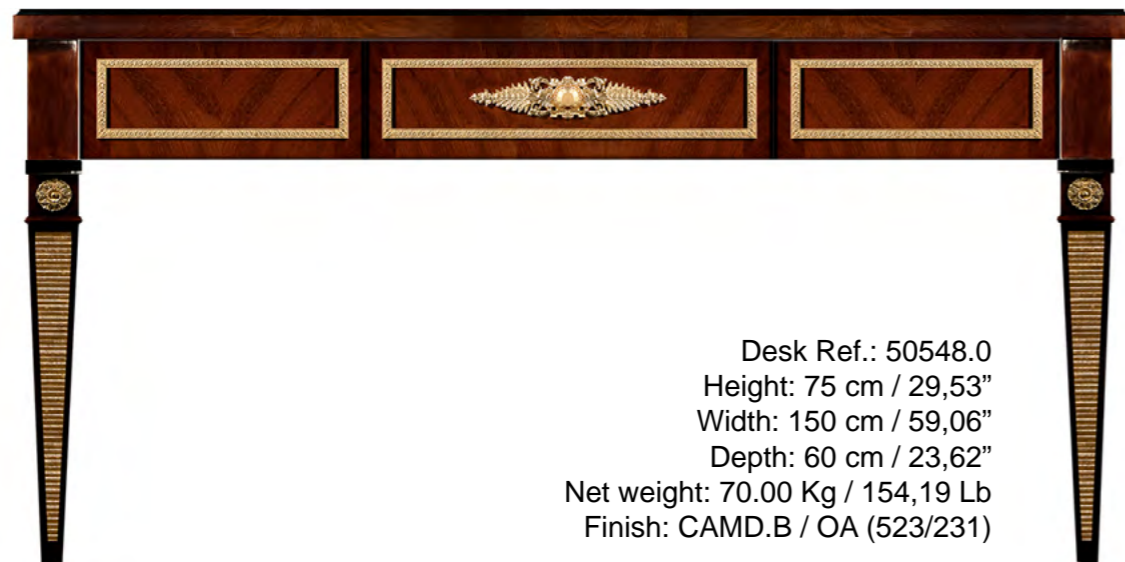 Desk Ref.: 50548.0
Height: 75 cm / 29,53”
Width: 150 cm / 59,06”
Depth: 60 cm / 23,62”
Net weight: 70.00 Kg / 154,19 Lb
Finish: CAMD.B / OA (523/231)